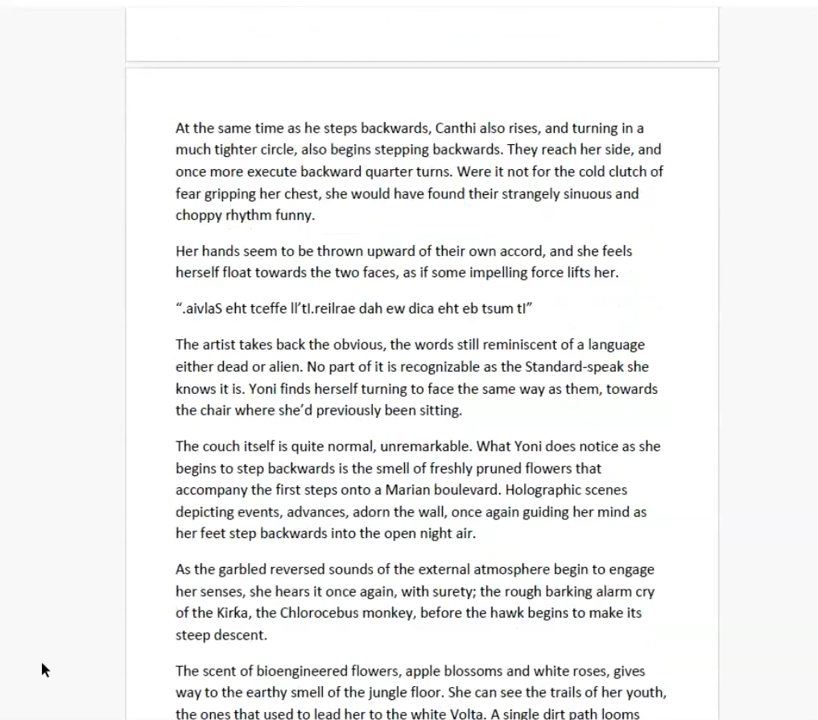 At the same time as he steps backwards, Canthi also rises, and turning in a
much tighter circle, also begins stepping backwards. They reach her side, and
once more execute backward quarter turns. Were it not for the cold clutch of
fear gripping her chest, she would have found their strangely sinuous and
choppy rhythm funny.
Her hands seem to be thrown upward of their own accord, and she feels
herself float towards the two faces, as if some impelling force lifts her.
“.aivlaS eht tceffe ll’tI.reilrae dah ew dica eht eb tsum tI”
The artist takes back the obvious, the words still reminiscent of a language
either dead or alien. No part of it is recognizable as the Standard-speak she
knows it is. Yoni finds herself turning to face the same way as them, towards
the chair where she’d previously been sitting.
The couch itself is quite normal, unremarkable. What Yoni does notice as she
begins to step backwards is the smell of freshly pruned flowers that
accompany the first steps onto a Marian boulevard. Holographic scenes
depicting events, advances, adorn the wall, once again guiding her mind as
her feet step backwards into the open night air.
As the garbled reversed sounds of the external atmosphere begin to engage
her senses, she hears it once again, with surety; the rough barking alarm cry
of the Kirka, the Chlorocebus monkey, before the hawk begins to make its
steep descent.
The scent of bioengineered flowers, apple blossoms and white roses, gives
way to the earthy smell of the jungle floor. She can see the trails of her youth,
the ones that used to lead her to the white Volta. A single dirt path looms